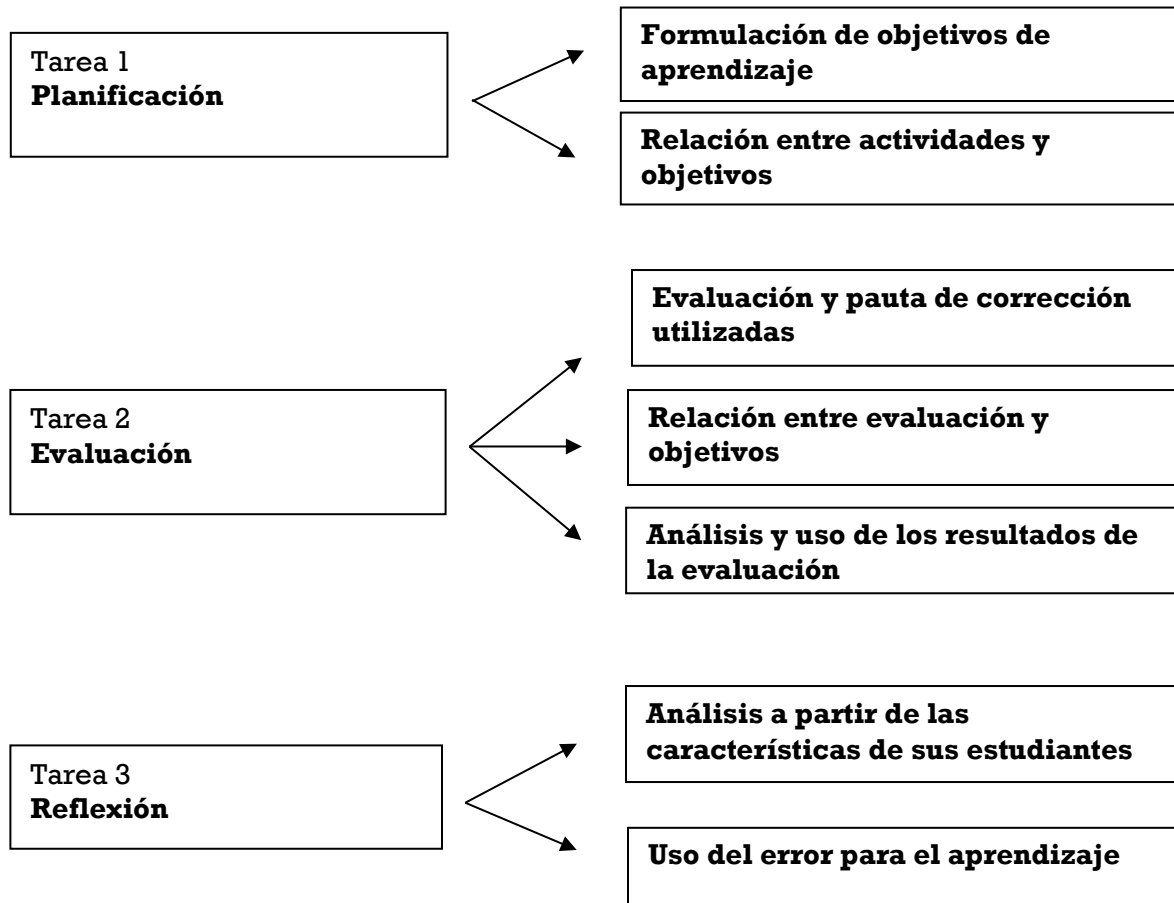 Tarea 1
Planificación
Formulación de objetivos de
aprendizaje
Relación entre actividades y
objetivos
Tarea 2
Evaluación
Evaluación y pauta de corrección
utilizadas
Relación entre evaluación y
objetivos
Análisis y uso de los resultados de
la evaluación
Tarea 3
Reflexión
Análisis a partir de las
características de sus estudiantes
Uso del error para el aprendizaje